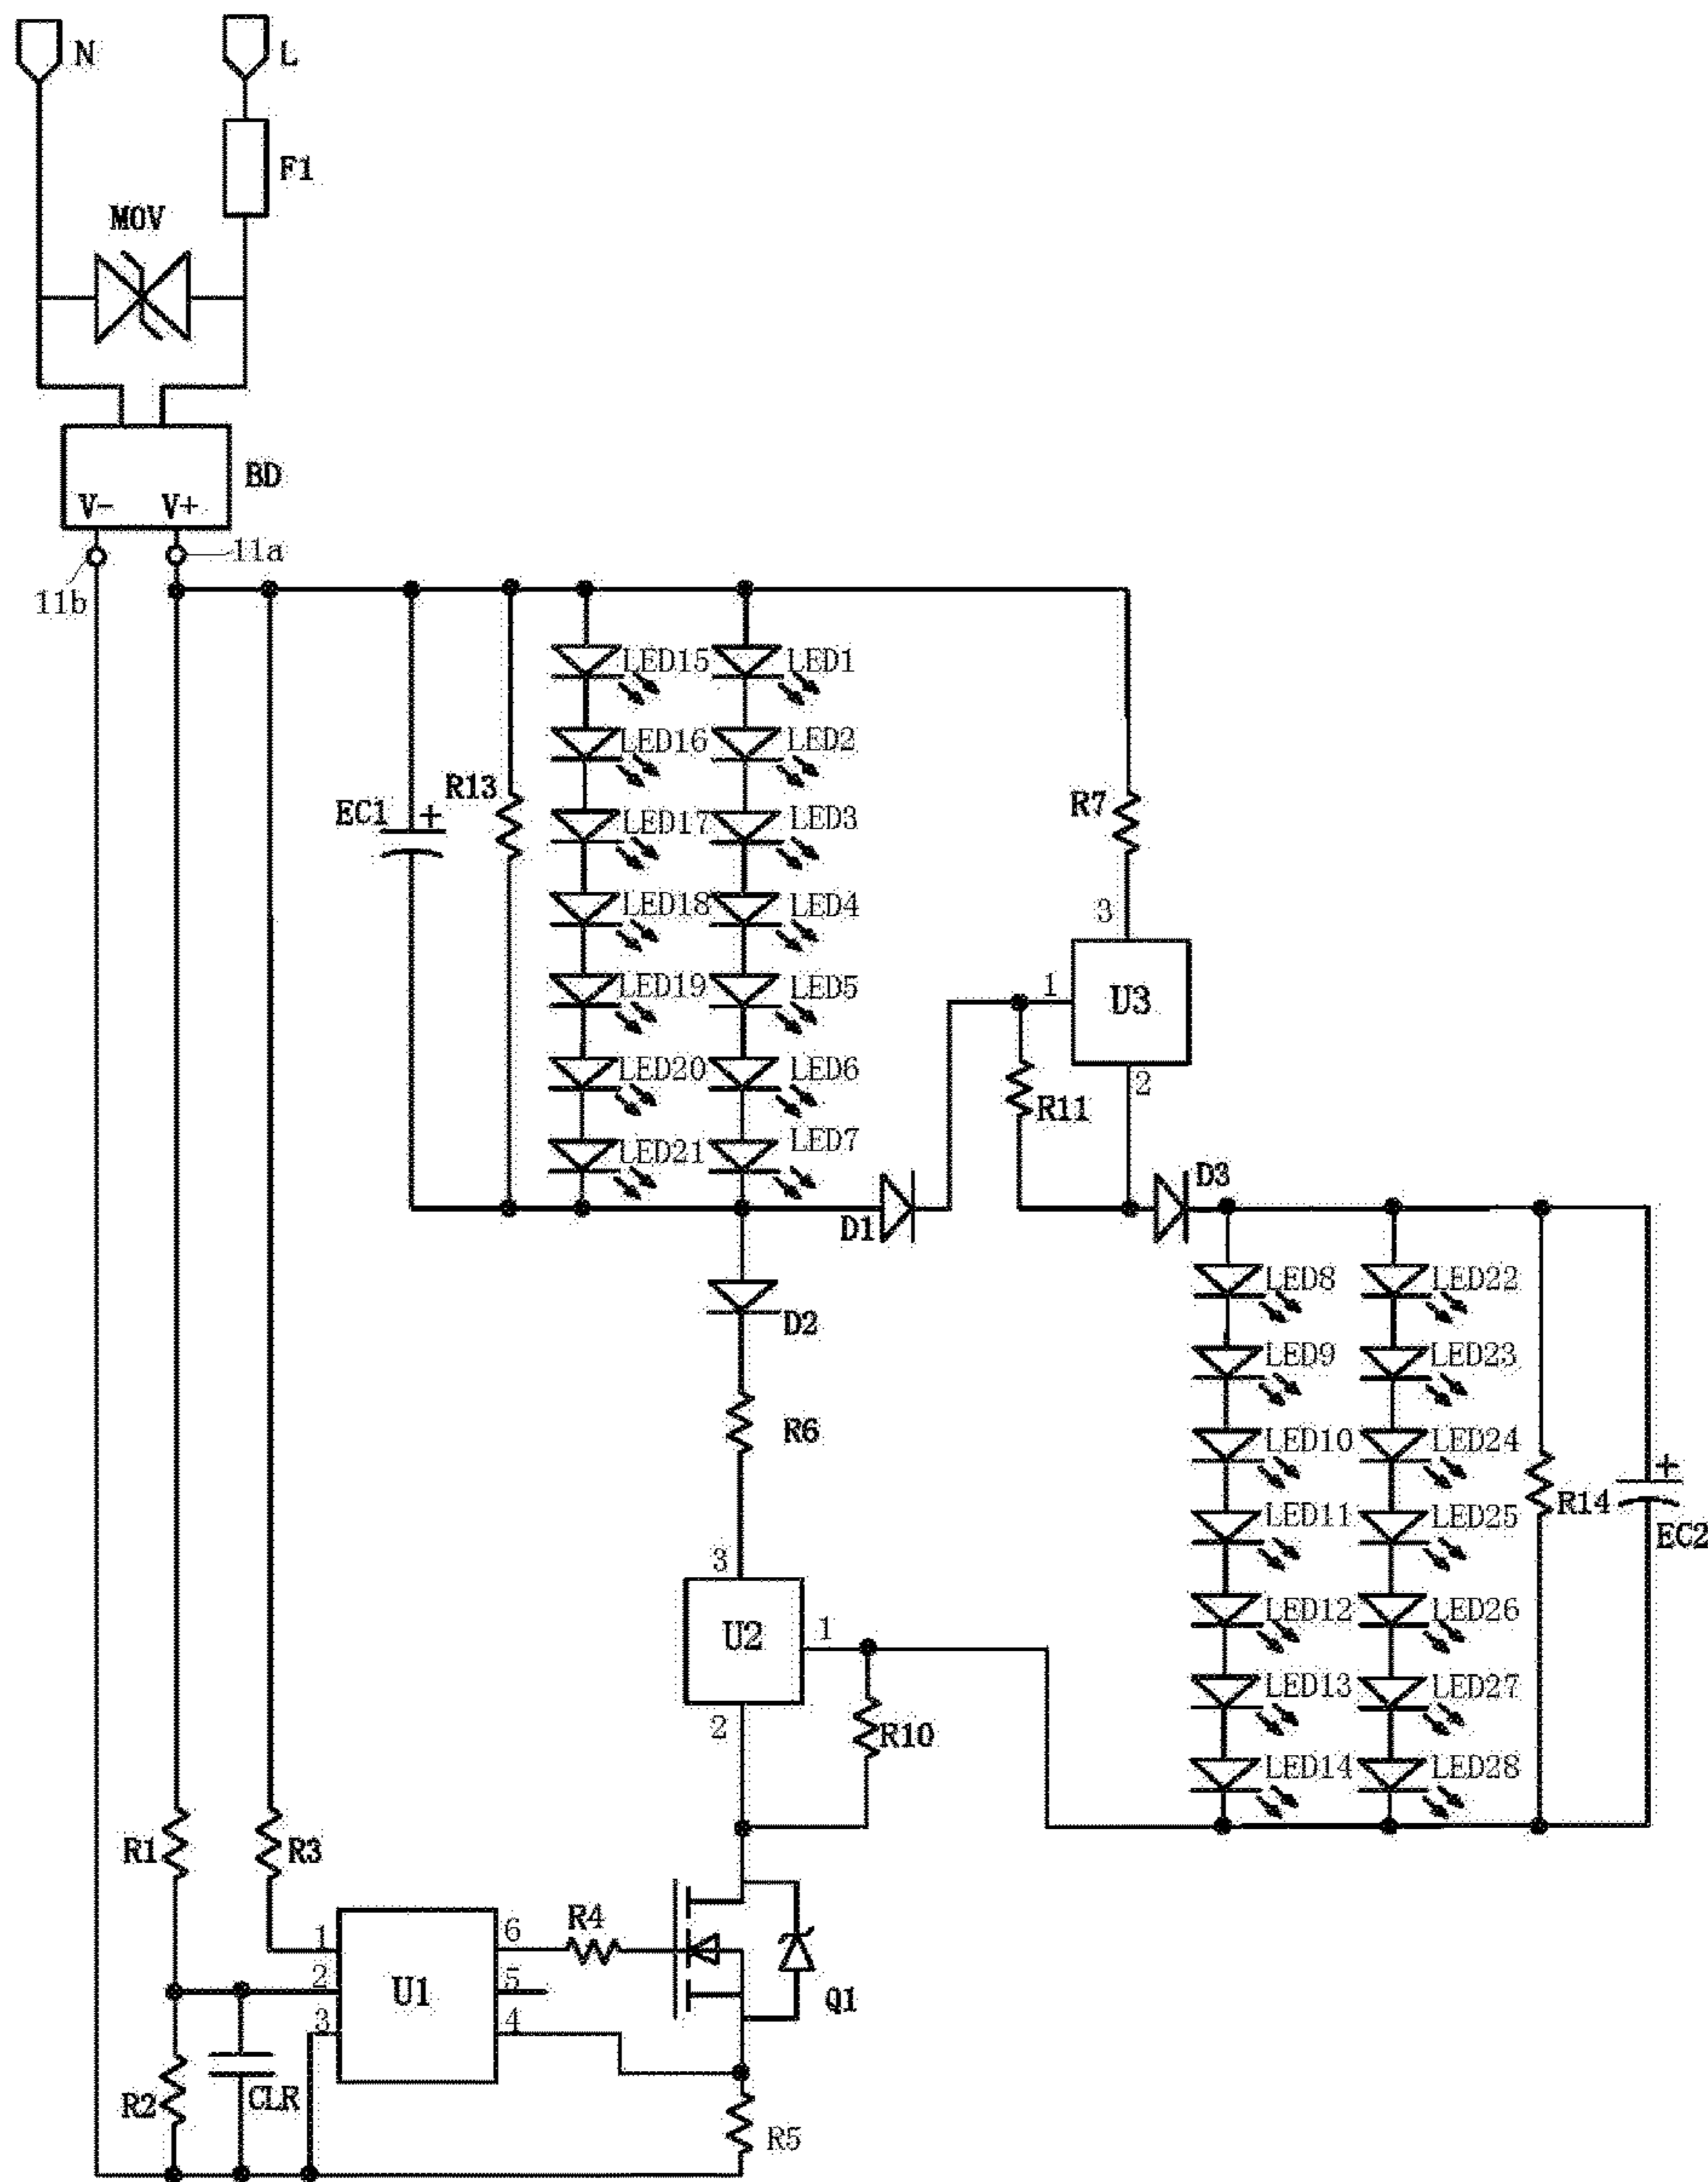 N
L
F1
MOV
BD
V-
V+
11a
11b
LED15
LED1
LED16
LED2
R13
R7
EC1
LED17
LED3
LED18
LED4
3
LED19
LED5
1
U3
LED20
LED6
2
R11
LED21
LED7
D1
D3
LED8
LED22
D2
LED9
LED23
R6
LED10
LED24
R14
LED11
LED25
EC2
3
U2
1
LED12
LED26
2
R10
LED13
LED27
LED14
LED28
R1
R3
1
6
R4
2
U1
5
Q1
3
4
R2
CLR
R5